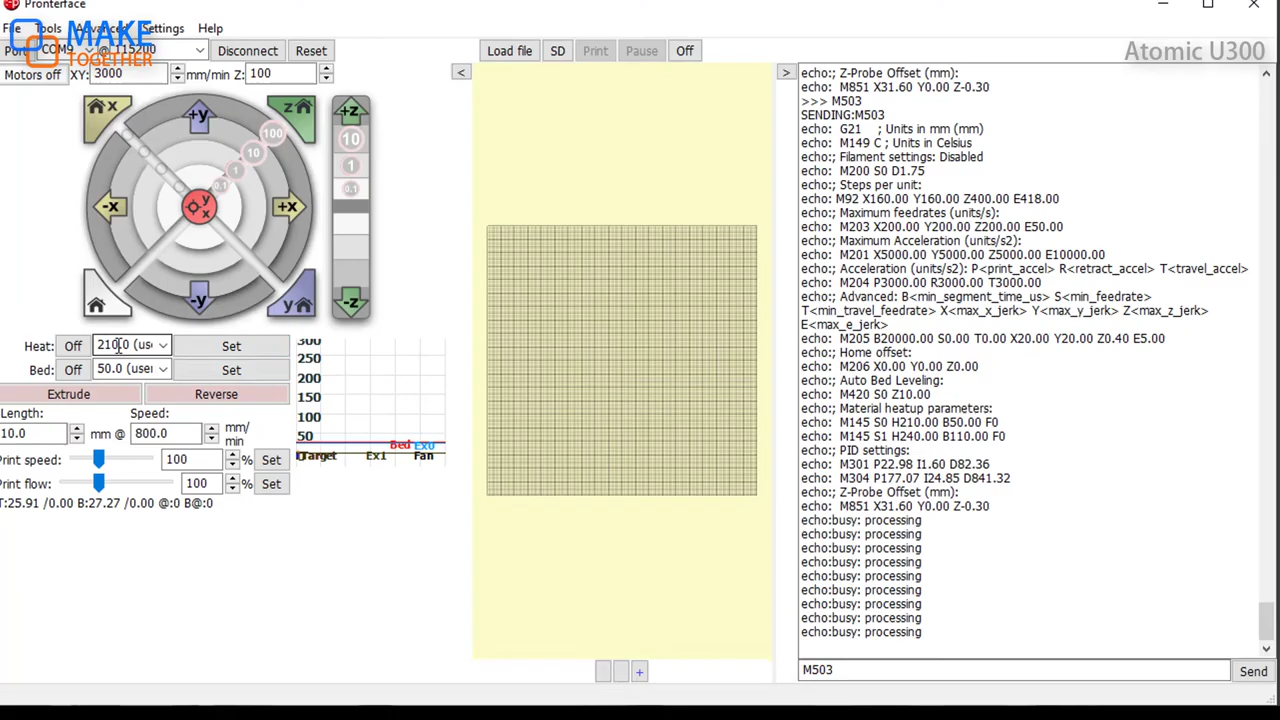 Pronterface
MAKE
TOGETHER
File Tools Advanced Settings Help
Port COM9 @ 115200 Disconnect Reset
Motors off XY: 3000 mm/min Z: 100
x
z
+y
100
10
1
0.1
-x
y
x
+x
-y
y
+z
10
1
0.1
-z
Heat: Off 210.0 (use Set
Bed: Off 50.0 (user Set
Extrude Reverse
Length: Speed:
10.0 mm @ 800.0 mm/
min
Print speed: 100 % Set
Print flow: 100 % Set
T:25.91 /0.00 B:27.27 /0.00 @:0 B@:0
300
250
200
150
100
50
Bed Ex0
Target Ex1 Fan
Load file SD Print Pause Off
< >
+
Atomic U300
echo:; Z-Probe Offset (mm):
echo:  M851 X31.60 Y0.00 Z-0.30
>>> M503
SENDING:M503
echo:  G21   ; Units in mm (mm)
echo:  M149 C ; Units in Celsius
echo:; Filament settings: Disabled
echo:  M200 S0 D1.75
echo:; Steps per unit:
echo: M92 X160.00 Y160.00 Z400.00 E418.00
echo:; Maximum feedrates (units/s):
echo:  M203 X200.00 Y200.00 Z200.00 E50.00
echo:; Maximum Acceleration (units/s2):
echo:  M201 X5000.00 Y5000.00 Z5000.00 E10000.00
echo:; Acceleration (units/s2): P<print_accel> R<retract_accel> T<travel_accel>
echo:  M204 P3000.00 R3000.00 T3000.00
echo:; Advanced: B<min_segment_time_us> S<min_feedrate>
T<min_travel_feedrate> X<max_x_jerk> Y<max_y_jerk> Z<max_z_jerk>
E<max_e_jerk>
echo:  M205 B20000.00 S0.00 T0.00 X20.00 Y20.00 Z0.40 E5.00
echo:; Home offset:
echo:  M206 X0.00 Y0.00 Z0.00
echo:; Auto Bed Leveling:
echo:  M420 S0 Z10.00
echo:; Material heatup parameters:
echo:  M145 S0 H210.00 B50.00 F0
echo:  M145 S1 H240.00 B110.00 F0
echo:; PID settings:
echo:  M301 P22.98 I1.60 D82.36
echo:  M304 P177.07 I24.85 D841.32
echo:; Z-Probe Offset (mm):
echo:  M851 X31.60 Y0.00 Z-0.30
echo:busy: processing
echo:busy: processing
echo:busy: processing
echo:busy: processing
echo:busy: processing
echo:busy: processing
echo:busy: processing
echo:busy: processing
echo:busy: processing
M503 Send